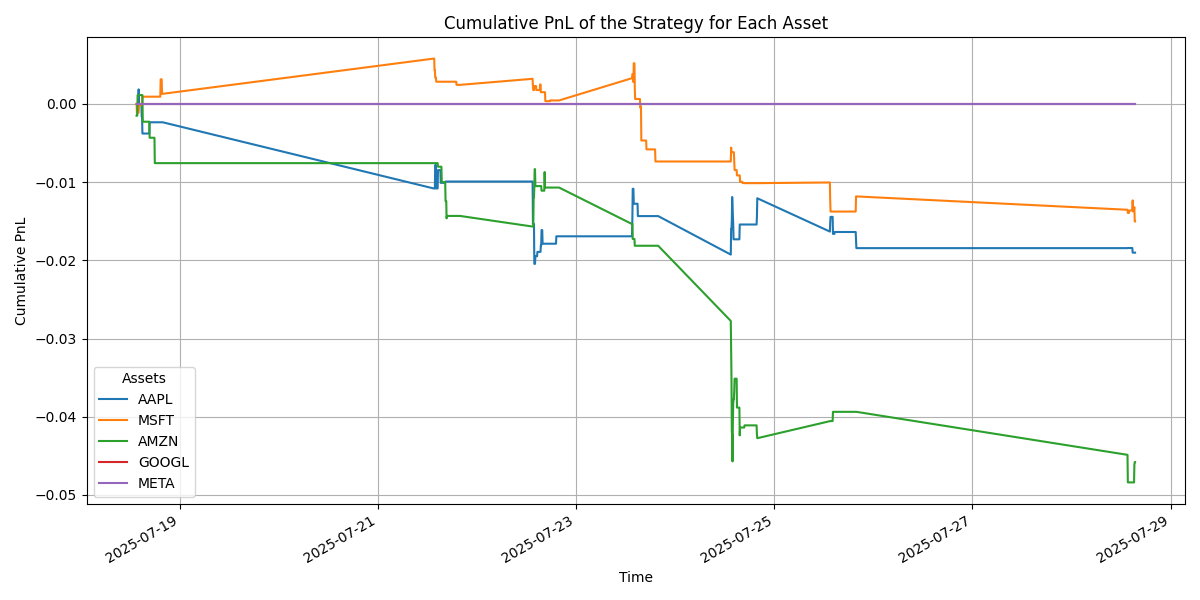 Cumulative PnL of the Strategy for Each Asset
Cumulative PnL
0.00
−0.01
−0.02
−0.03
−0.04
−0.05
Assets
AAPL
MSFT
AMZN
GOOGL
META
2025-07-19
2025-07-21
2025-07-23
2025-07-25
2025-07-27
2025-07-29
Time